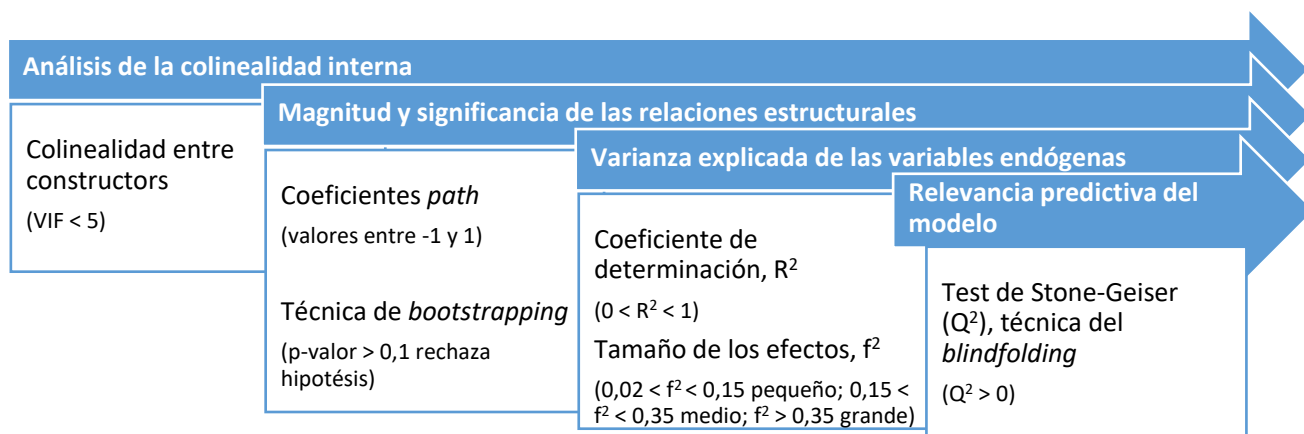 Análisis de la colinealidad interna
Colinealidad entre
constructors
(VIF < 5)
Magnitud y significancia de las relaciones estructurales
Coeficientes path
(valores entre -1 y 1)
Técnica de bootstrapping
(p-valor > 0,1 rechaza
hipotésis)
Varianza explicada de las variables endógenas
Coeficiente de
determinación, R²
(0 < R² < 1)
Tamaño de los efectos, f²
(0,02 < f² < 0,15 pequeño; 0,15 <
f² < 0,35 medio; f² > 0,35 grande)
Relevancia predictiva del
modelo
Test de Stone-Geiser
(Q²), técnica del
blindfolding
(Q² > 0)